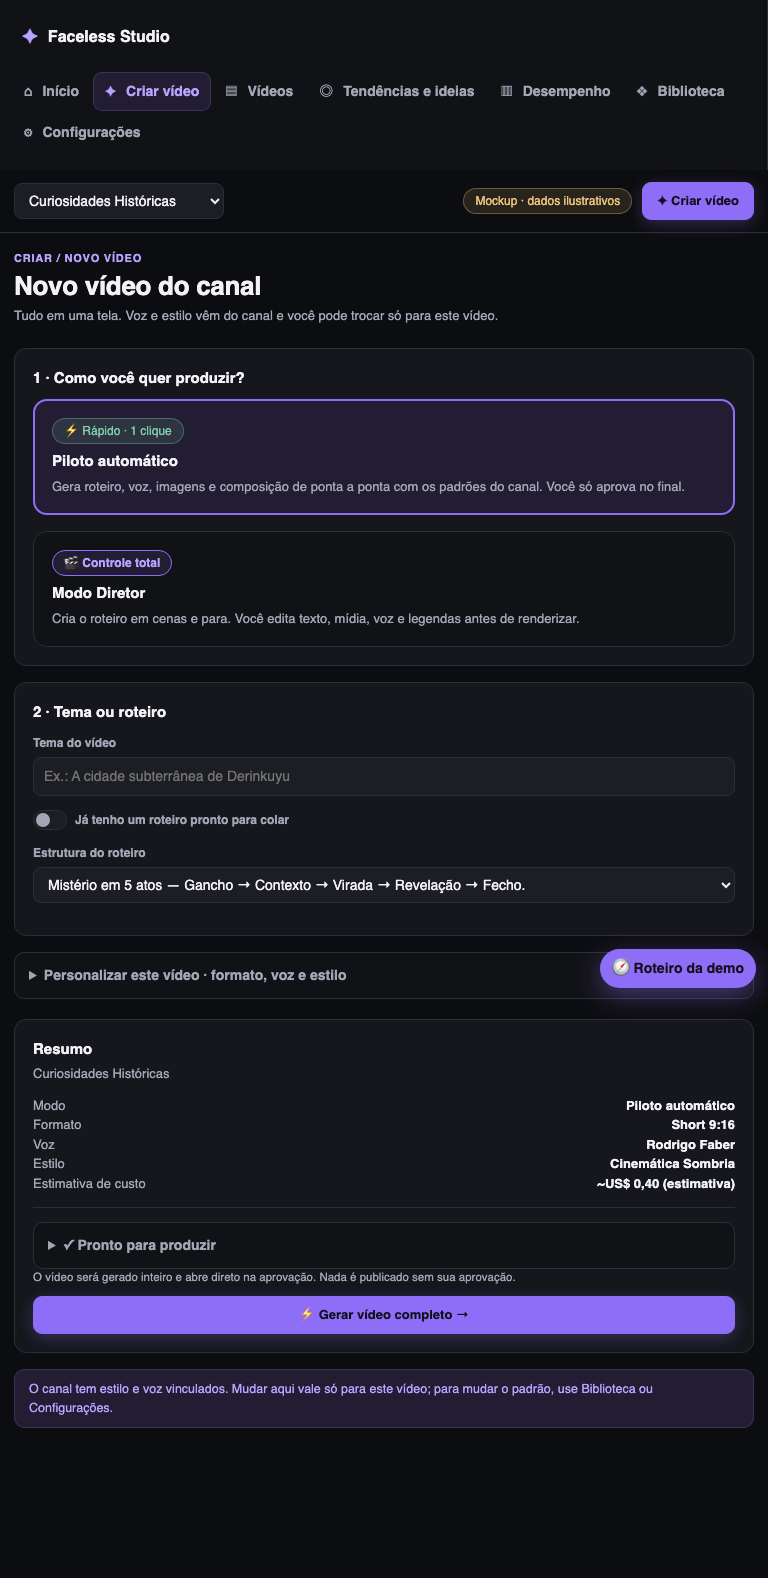 Faceless Studio
Início
Criar vídeo
Vídeos
Tendências e ideias
Desempenho
Biblioteca
Configurações
Curiosidades Históricas
Mockup · dados ilustrativos
✦ Criar vídeo
CRIAR / NOVO VÍDEO
Novo vídeo do canal
Tudo em uma tela. Voz e estilo vêm do canal e você pode trocar só para este vídeo.
1 · Como você quer produzir?
⚡ Rápido · 1 clique
Piloto automático
Gera roteiro, voz, imagens e composição de ponta a ponta com os padrões do canal. Você só aprova no final.
🎬 Controle total
Modo Diretor
Cria o roteiro em cenas e para. Você edita texto, mídia, voz e legendas antes de renderizar.
2 · Tema ou roteiro
Tema do vídeo
Ex.: A cidade subterrânea de Derinkuyu
Já tenho um roteiro pronto para colar
Estrutura do roteiro
Mistério em 5 atos — Gancho → Contexto → Virada → Revelação → Fecho.
Personalizar este vídeo · formato, voz e estilo
🧭 Roteiro da demo
Resumo
Curiosidades Históricas
Modo Piloto automático
Formato Short 9:16
Voz Rodrigo Faber
Estilo Cinemática Sombria
Estimativa de custo ~US$ 0,40 (estimativa)
✓ Pronto para produzir
O vídeo será gerado inteiro e abre direto na aprovação. Nada é publicado sem sua aprovação.
⚡ Gerar vídeo completo →
O canal tem estilo e voz vinculados. Mudar aqui vale só para este vídeo; para mudar o padrão, use Biblioteca ou
Configurações.